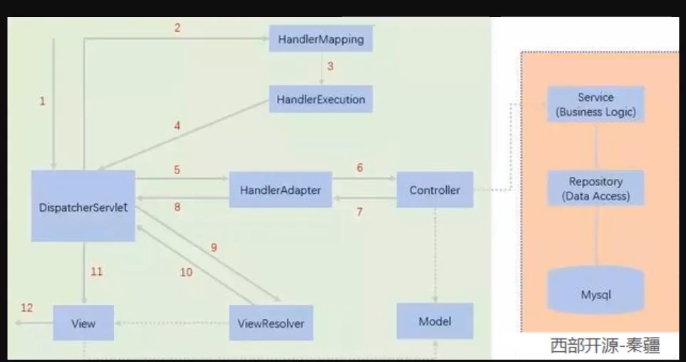 2
HandlerMapping
3
1
HandlerExecution
Service
(Business Logic)
4
5
6
DispatcherServlet
HandlerAdapter
Controller
Repository
(Data Access)
8
7
9
10
11
12
View
ViewResolver
Model
Mysql
西部开源-秦疆